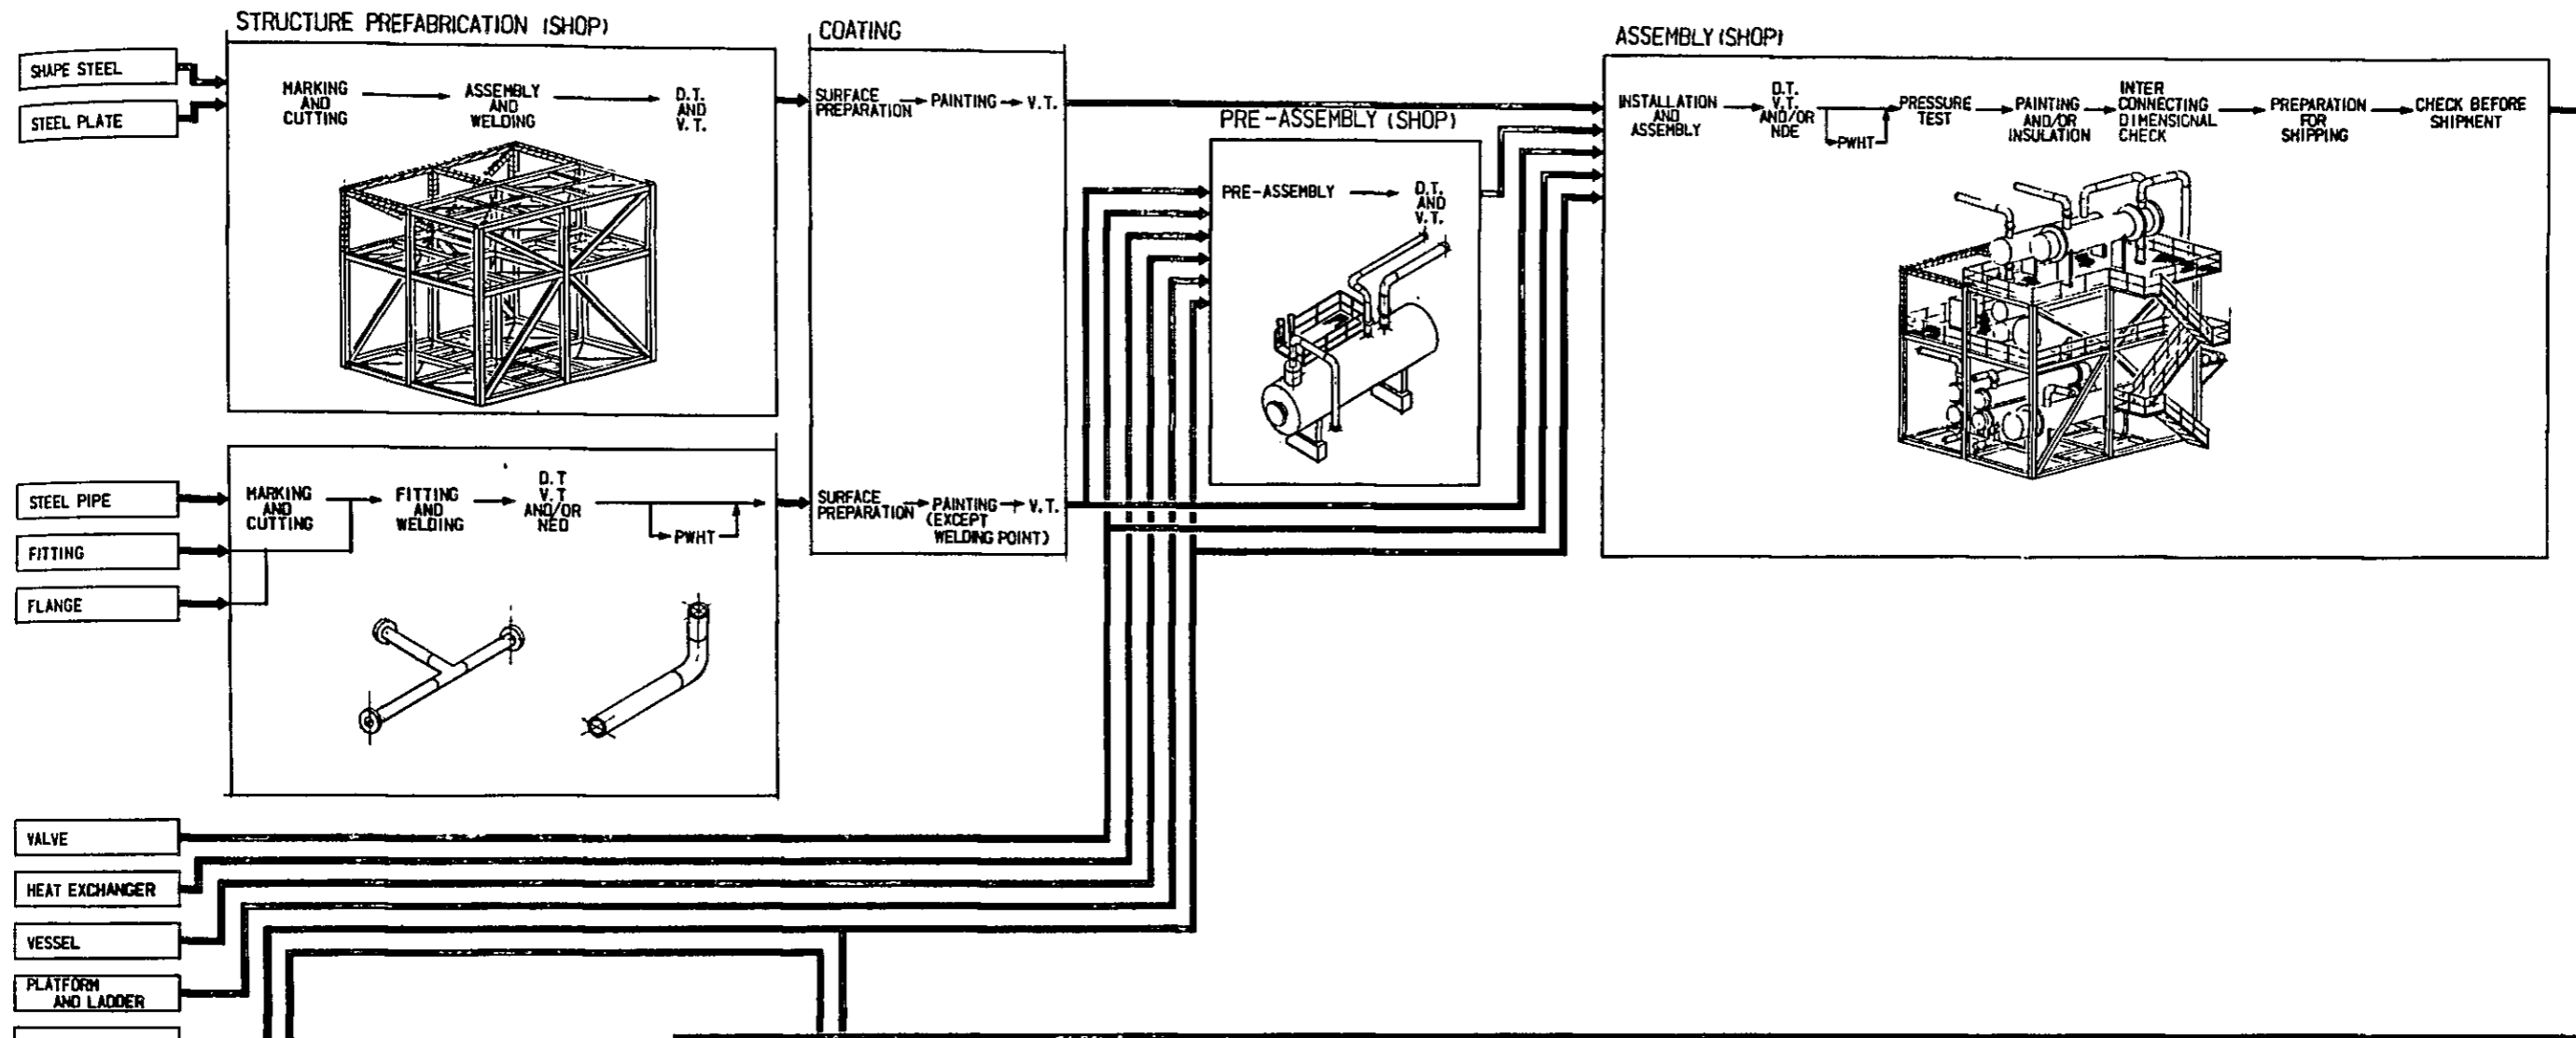 STRUCTURE PREFABRICATION (SHOP)
SHAPE STEEL
STEEL PLATE
MARKING
AND
CUTTING
ASSEMBLY
AND
WELDING
D.T.
AND
V.T.
COATING
SURFACE
PREPARATION
PAINTING
V.T.
PRE-ASSEMBLY (SHOP)
PRE-ASSEMBLY
D.T.
AND
V.T.
ASSEMBLY (SHOP)
INSTALLATION
AND
ASSEMBLY
D.T.
V.T.
AND/OR
NDE
PWHT
PRESSURE
TEST
PAINTING
AND/OR
INSULATION
INTER
CONNECTING
DIMENSIONAL
CHECK
PREPARATION
FOR
SHIPPING
CHECK BEFORE
SHIPMENT
STEEL PIPE
FITTING
FLANGE
MARKING
AND
CUTTING
FITTING
AND
WELDING
D.T
V.T
AND/OR
NED
PWHT
SURFACE
PREPARATION
PAINTING
(EXCEPT
WELDING POINT)
V.T.
VALVE
HEAT EXCHANGER
VESSEL
PLATFORM
AND LADDER